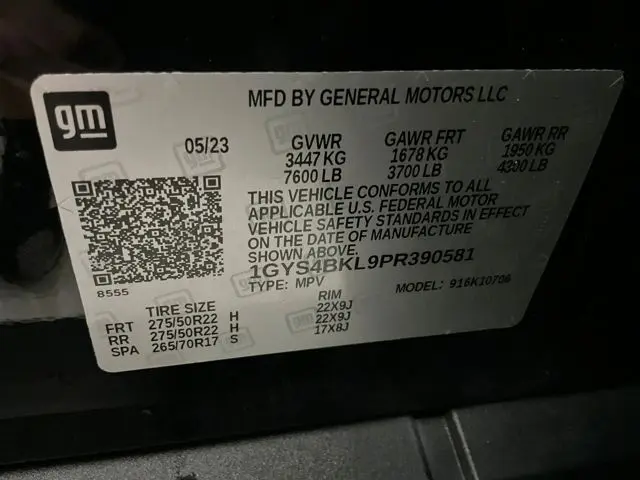 gm
MFD BY GENERAL MOTORS LLC
05/23 GVWR GAWR FRT GAWR RR
3447 KG 1678 KG 1950 KG
7600 LB 3700 LB 4300 LB
THIS VEHICLE CONFORMS TO ALL
APPLICABLE U.S. FEDERAL MOTOR
VEHICLE SAFETY STANDARDS IN EFFECT
ON THE DATE OF MANUFACTURE
SHOWN ABOVE.
1GYS4BKL9PR390581
TYPE: MPV MODEL: 916K10706
8555
TIRE SIZE RIM
FRT 275/50R22 H 22X9J
RR 275/50R22 H 22X9J
SPA 265/70R17 S 17X8J